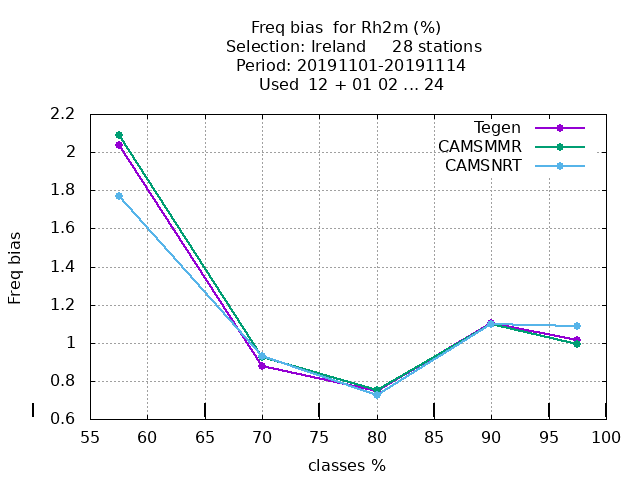 Freq bias  for Rh2m (%)
Selection: Ireland     28 stations
Period: 20191101-20191114
Used  12 + 01 02 ... 24
Tegen
CAMSMMR
CAMSNRT
2.2
2
1.8
1.6
1.4
1.2
1
0.8
0.6
Freq bias
55 60 65 70 75 80 85 90 95 100
classes %